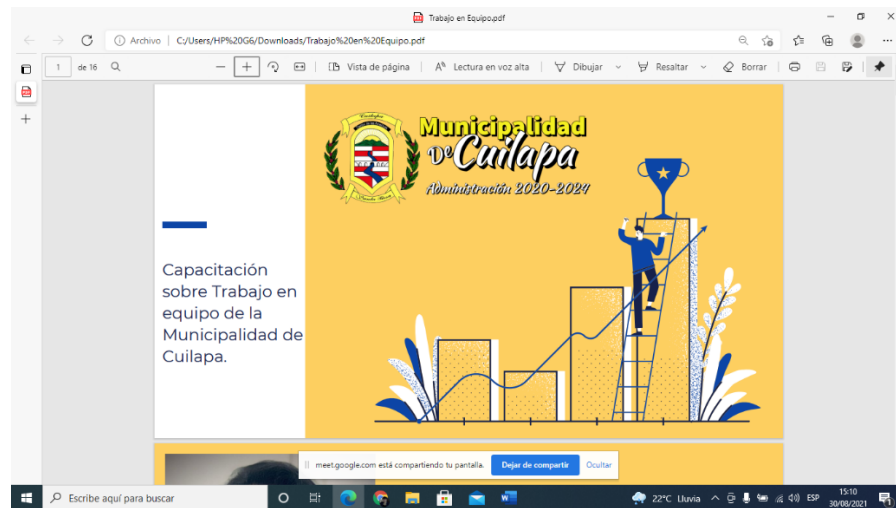 Trabajo en Equipo.pdf
Archivo | C:/Users/HP%20G6/Downloads/Trabajo%20en%20Equipo.pdf
1 de 16
Vista de página
Lectura en voz alta
Dibujar
Resaltar
Borrar
Municipalidad
De Cuilapa
Administración 2020-2024
Capacitación
sobre Trabajo en
equipo de la
Municipalidad de
Cuilapa.
meet.google.com está compartiendo tu pantalla.
Dejar de compartir
Ocultar
Escribe aquí para buscar
22°C Lluvia
ESP
15:10
30/08/2021